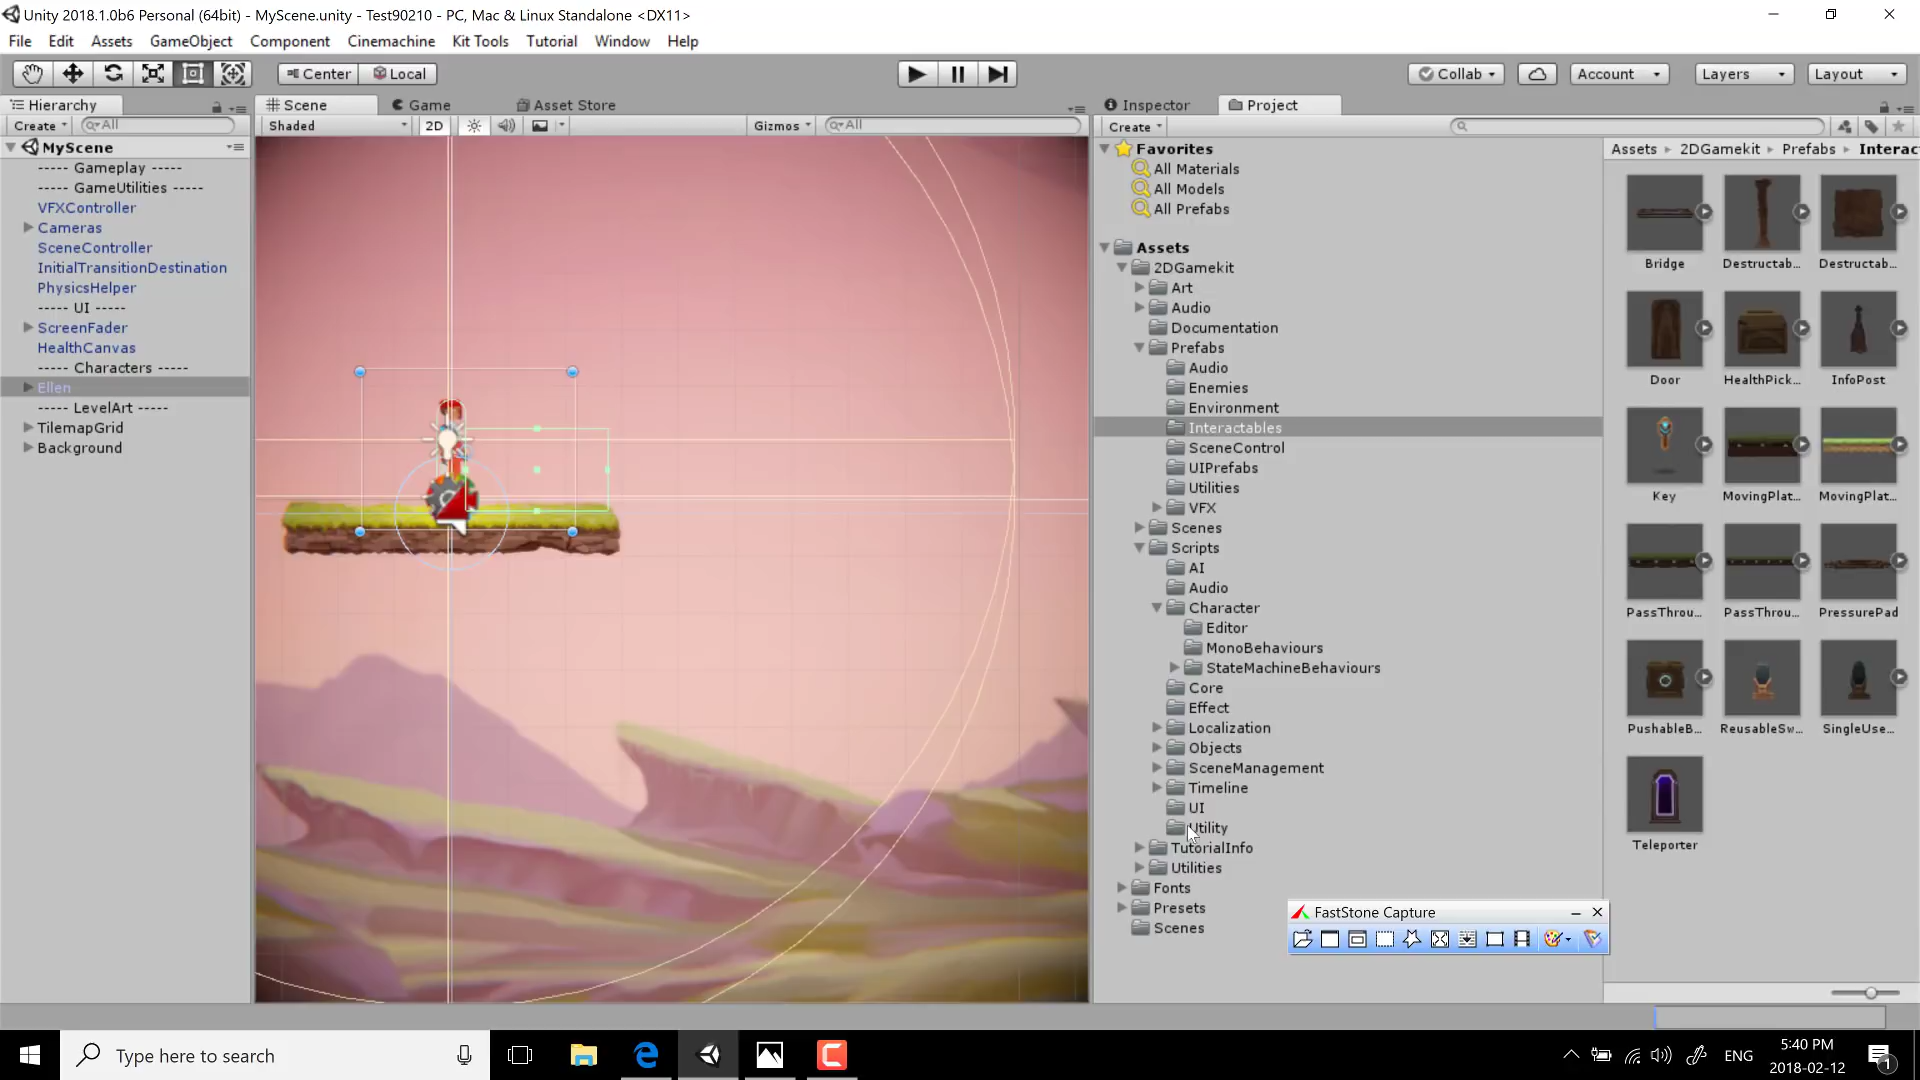 Unity 2018.1.0b6 Personal (64bit) - MyScene.unity - Test90210 - PC, Mac & Linux Standalone <DX11>
File Edit Assets GameObject Component Cinemachine Kit Tools Tutorial Window Help
Center Local Collab Account Layers Layout
Hierarchy
Create All
MyScene
----- Gameplay -----
----- GameUtilities -----
VFXController
Cameras
SceneController
InitialTransitionDestination
PhysicsHelper
----- UI -----
ScreenFader
HealthCanvas
----- Characters -----
Ellen
----- LevelArt -----
TilemapGrid
Background
Scene Game Asset Store
Shaded 2D Gizmos All
Inspector Project
Create
Favorites
All Materials
All Models
All Prefabs
Assets
2DGamekit
Art
Audio
Documentation
Prefabs
Audio
Enemies
Environment
Interactables
SceneControl
UIPrefabs
Utilities
VFX
Scenes
Scripts
AI
Audio
Character
Editor
MonoBehaviours
StateMachineBehaviours
Core
Effect
Localization
Objects
SceneManagement
Timeline
UI
Utility
TutorialInfo
Utilities
Fonts
Presets
Scenes
Assets 2DGamekit Prefabs Interac
Bridge Destructab... Destructab...
Door HealthPick... InfoPost
Key MovingPlat... MovingPlat...
PassThrou... PassThrou... PressurePad
PushableB... ReusableSw... SingleUse...
Teleporter
FastStone Capture
Type here to search
ENG
5:40 PM
2018-02-12
1